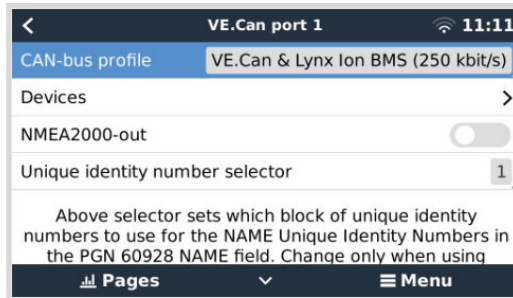 VE.Can port 1 11:11
CAN-bus profile VE.Can & Lynx Ion BMS (250 kbit/s)
Devices
NMEA2000-out
Unique identity number selector 1
Above selector sets which block of unique identity
numbers to use for the NAME Unique Identity Numbers in
the PGN 60928 NAME field. Change only when using
Pages Menu